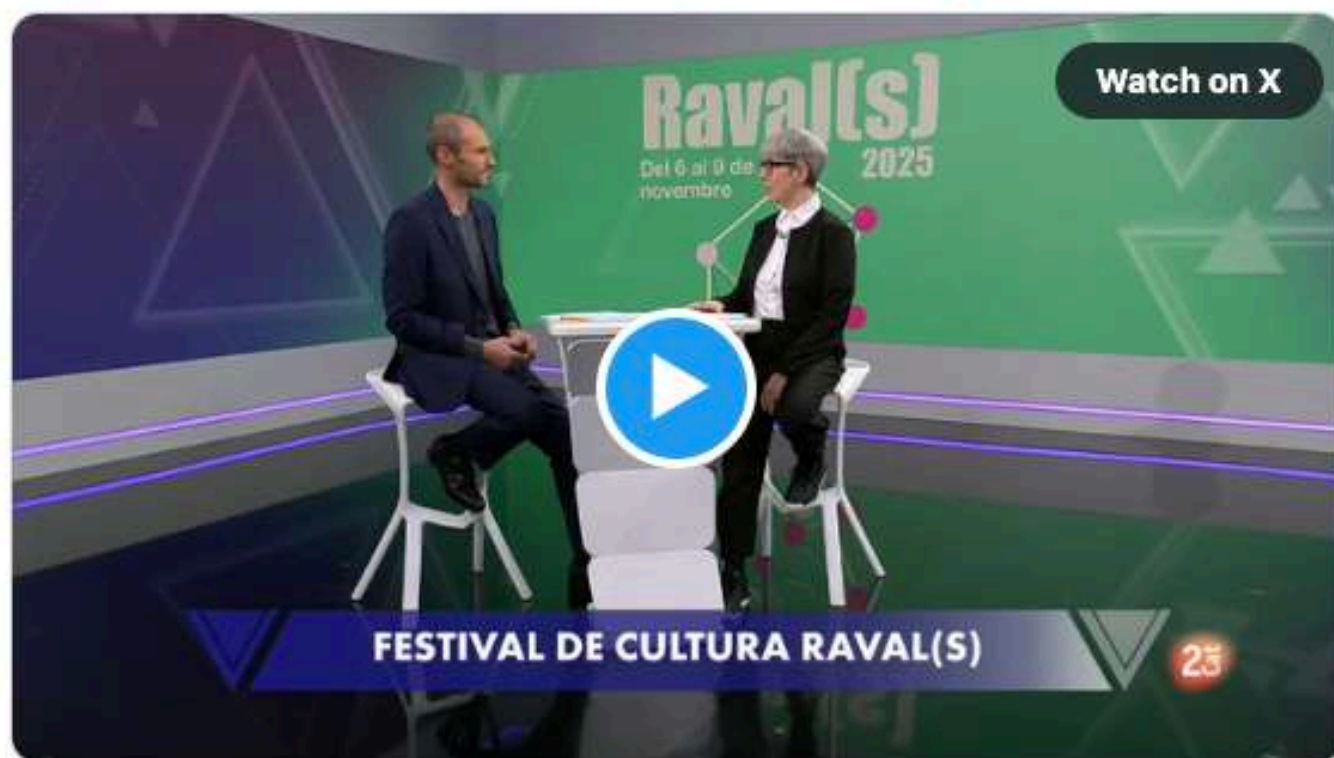 Watch on X
Raval(s)
2025
Del 6 al 9 de
novembre
FESTIVAL DE CULTURA RAVAL(S)